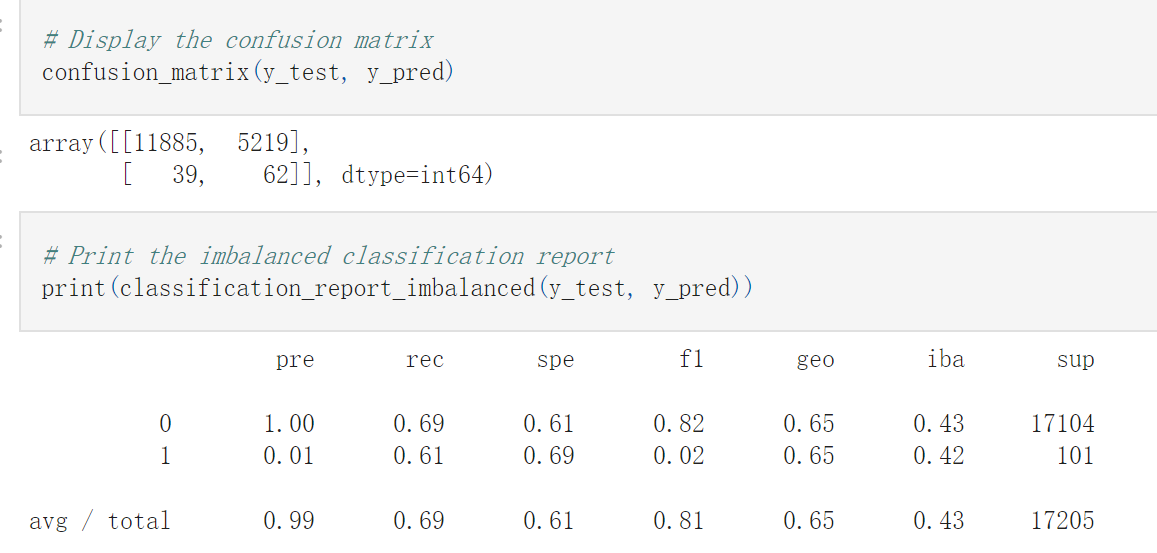 # Display the confusion matrix
confusion_matrix(y_test, y_pred)
array([[11885, 5219],
[ 39, 62]], dtype=int64)
# Print the imbalanced classification report
print(classification_report_imbalanced(y_test, y_pred))
pre rec spe f1 geo iba sup
0 1.00 0.69 0.61 0.82 0.65 0.43 17104
1 0.01 0.61 0.69 0.02 0.65 0.42 101
avg / total 0.99 0.69 0.61 0.81 0.65 0.43 17205